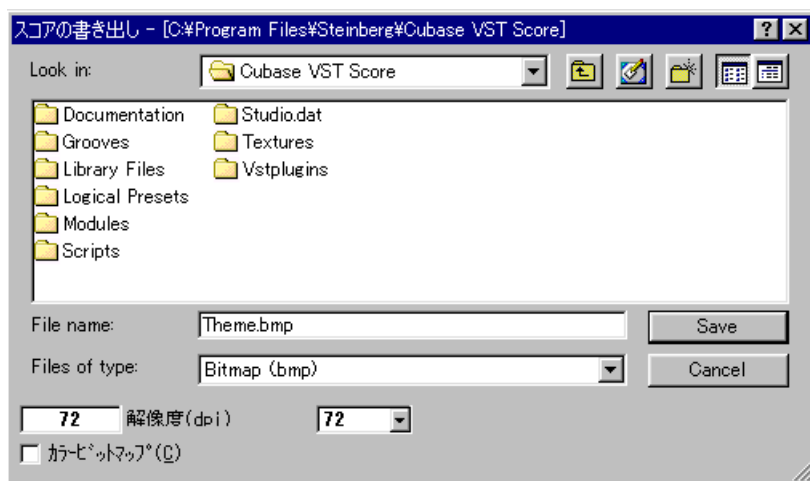 スコアの書き出し - [C:¥Program Files¥Steinberg¥Cubase VST Score]
Look in: Cubase VST Score
Documentation Studio.dat
Grooves Textures
Library Files Vstplugins
Logical Presets
Modules
Scripts
File name: Theme.bmp Save
Files of type: Bitmap (bmp) Cancel
72 解像度(dpi) 72
カラービットマップ(C)